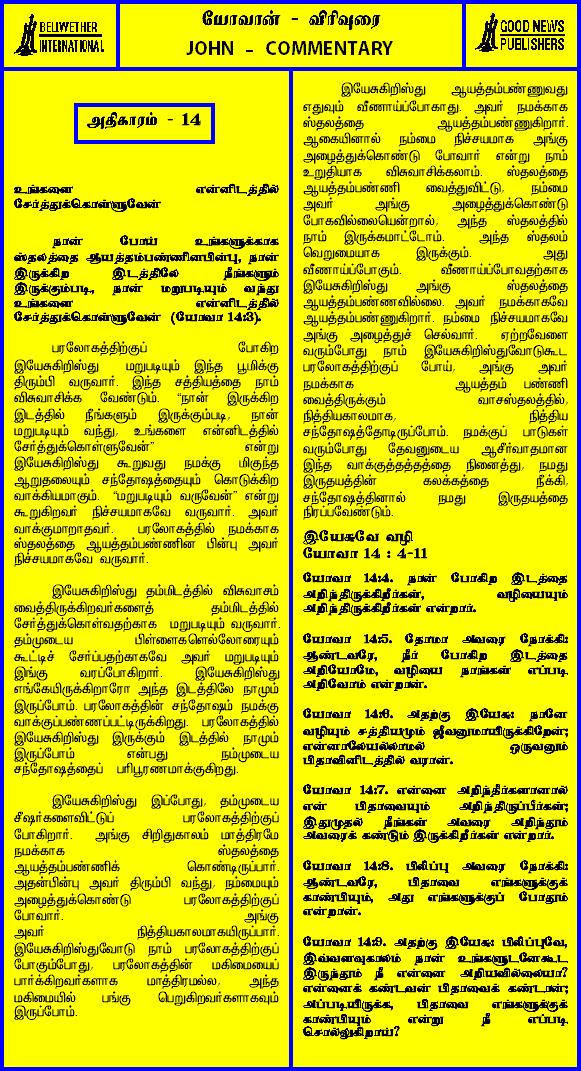 BELWETHER
INTERNATIONAL
யோவான் - விரிவுரை
JOHN - COMMENTARY
GOOD NEWS
PUBLISHERS
அதிகாரம் - 14
உங்களை என்னிடத்தில்
சேர்த்துக்கொள்ளுவேன்
நான் போய் உங்களுக்காக
ஸ்தலத்தை ஆயத்தம்பண்ணினபின்பு, நான்
இருக்கிற இடத்திலே நீங்களும்
இருக்கும்படி, நான் மறுபடியும் வந்து
உங்களை என்னிடத்தில்
சேர்த்துக்கொள்ளுவேன் (யோவா 14:3).
பரலோகத்திற்குப் போகிற
இயேசுகிறிஸ்து மறுபடியும் இந்த பூமிக்கு
திரும்பி வருவார். இந்த சத்தியத்தை நாம்
விசுவாசிக்க வேண்டும். “நான் இருக்கிற
இடத்தில் நீங்களும் இருக்கும்படி, நான்
மறுபடியும் வந்து, உங்களை என்னிடத்தில்
சேர்த்துக்கொள்ளுவேன்” என்று
இயேசுகிறிஸ்து கூறுவது நமக்கு மிகுந்த
ஆறுதலையும் சந்தோஷத்தையும் கொடுக்கிற
வாக்கியமாகும். “மறுபடியும் வருவேன்” என்று
கூறுகிறவர் நிச்சயமாகவே வருவார். அவர்
வாக்குமாறாதவர். பரலோகத்தில் நமக்காக
ஸ்தலத்தை ஆயத்தம்பண்ணின பின்பு அவர்
நிச்சயமாகவே வருவார்.
இயேசுகிறிஸ்து தம்மிடத்தில் விசுவாசம்
வைத்திருக்கிறவர்களைத் தம்மிடத்தில்
சேர்த்துக்கொள்வதற்காக மறுபடியும் வருவார்.
தம்முடைய பிள்ளைகளெல்லோரையும்
கூட்டிச் சேர்ப்பதற்காகவே அவர் மறுபடியும்
இங்கு வரப்போகிறார். இயேசுகிறிஸ்து
எங்கேயிருக்கிறாரோ அந்த இடத்திலே நாமும்
இருப்போம். பரலோகத்தின் சந்தோஷம் நமக்கு
வாக்குப்பண்ணப்பட்டிருக்கிறது. பரலோகத்தில்
இயேசுகிறிஸ்து இருக்கும் இடத்தில் நாமும்
இருப்போம் என்பது நம்முடைய
சந்தோஷத்தைப் பரிபூரணமாக்குகிறது.
இயேசுகிறிஸ்து இப்போது, தம்முடைய
சீஷர்களைவிட்டுப் பரலோகத்திற்குப்
போகிறார். அங்கு சிறிதுகாலம் மாத்திரமே
நமக்காக ஸ்தலத்தை
ஆயத்தம்பண்ணிக் கொண்டிருப்பார்.
அதன்பின்பு அவர் திரும்பி வந்து, நம்மையும்
அழைத்துக்கொண்டு பரலோகத்திற்குப்
போவார். அங்கு
அவர் நித்தியகாலமாகயிருப்பார்.
இயேசுகிறிஸ்துவோடு நாம் பரலோகத்திற்குப்
போகும்போது, பரலோகத்தின் மகிமையைப்
பார்க்கிறவர்களாக மாத்திரமல்ல, அந்த
மகிமையில் பங்கு பெறுகிறவர்களாகவும்
இருப்போம்.
இயேசுகிறிஸ்து ஆயத்தம்பண்ணுவது
எதுவும் வீணாய்ப்போகாது. அவர் நமக்காக
ஸ்தலத்தை ஆயத்தம்பண்ணுகிறார்.
ஆகையினால் நம்மை நிச்சயமாக அங்கு
அழைத்துக்கொண்டு போவார் என்று நாம்
உறுதியாக விசுவாசிக்கலாம். ஸ்தலத்தை
ஆயத்தம்பண்ணி வைத்துவிட்டு, நம்மை
அவர் அங்கு அழைத்துக்கொண்டு
போகவில்லையென்றால், அந்த ஸ்தலத்தில்
நாம் இருக்கமாட்டோம். அந்த ஸ்தலம்
வெறுமையாக இருக்கும். அது
வீணாய்ப்போகும். வீணாய்ப்போவதற்காக
இயேசுகிறிஸ்து அங்கு ஸ்தலத்தை
ஆயத்தம்பண்ணவில்லை. அவர் நமக்காகவே
ஆயத்தம்பண்ணுகிறார். நம்மை நிச்சயமாகவே
அங்கு அழைத்துச் செல்வார். ஏற்றவேளை
வரும்போது நாம் இயேசுகிறிஸ்துவோடுகூட
பரலோகத்திற்குப் போய், அங்கு அவர்
நமக்காக ஆயத்தம் பண்ணி
வைத்திருக்கும் வாசஸ்தலத்தில்,
நித்தியகாலமாக, நித்திய
சந்தோஷத்தோடிருப்போம். நமக்குப் பாடுகள்
வரும்போது தேவனுடைய ஆசீர்வாதமான
இந்த வாக்குத்தத்தத்தை நினைத்து, நமது
இருதயத்தின் கலக்கத்தை நீக்கி,
சந்தோஷத்தினால் நமது இருதயத்தை
நிரப்பவேண்டும்.
இயேசுவே வழி
யோவா 14 : 4-11
யோவா 14:4. நான் போகிற இடத்தை
அறிந்திருக்கிறீர்கள், வழியையும்
அறிந்திருக்கிறீர்கள் என்றார்.
யோவா 14:5. தோமா அவரை நோக்கி:
ஆண்டவரே, நீர் போகிற இடத்தை
அறியோமே, வழியை நாங்கள் எப்படி
அறிவோம் என்றான்.
யோவா 14:6. அதற்கு இயேசு: நானே
வழியும் சத்தியமும் ஜீவனுமாயிருக்கிறேன்;
என்னாலேயல்லாமல் ஒருவனும்
பிதாவினிடத்தில் வரான்.
யோவா 14:7. என்னை அறிந்தீர்களானால்
என் பிதாவையும் அறிந்திருப்பீர்கள்;
இதுமுதல் நீங்கள் அவரை அறிந்தும்
அவரைக் கண்டும் இருக்கிறீர்கள் என்றார்.
யோவா 14:8. பிலிப்பு அவரை நோக்கி:
ஆண்டவரே, பிதாவை எங்களுக்குக்
காண்பியும், அது எங்களுக்குப் போதும்
என்றான்.
யோவா 14:9. அதற்கு இயேசு: பிலிப்புவே,
இவ்வளவுகாலம் நான் உங்களுடனேகூட
இருந்தும் நீ என்னை அறியவில்லையா?
என்னைக் கண்டவன் பிதாவைக் கண்டான்;
அப்படியிருக்க, பிதாவை எங்களுக்குக்
காண்பியும் என்று நீ எப்படி
சொல்லுகிறாய்?